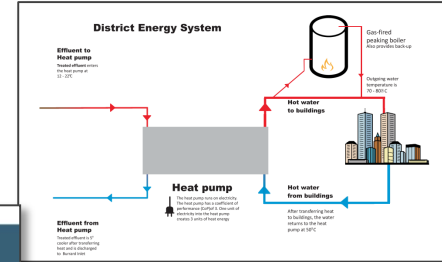 District Energy System
Gas-fired
peaking boiler
Also provides back-up
Effluent to
Heat pump
Treated effluent enters
the heat pump at
12 - 22°C
Outgoing water
temperature is
70 - 80°C
Hot water
to buildings
Heat pump
The heat pump runs on electricity.
The heat pump has a coefficient of
performance (CoP)of 3. One unit of
electricity into the heat pump
creates 3 units of heat energy.
Hot water
from buildings
After transferring heat
to buildings, the water
returns to the heat
pump at 50°C
Effluent from
Heat pump
Treated effluent is 5°
cooler after transferring
heat and is discharged
to Burrard Inlet